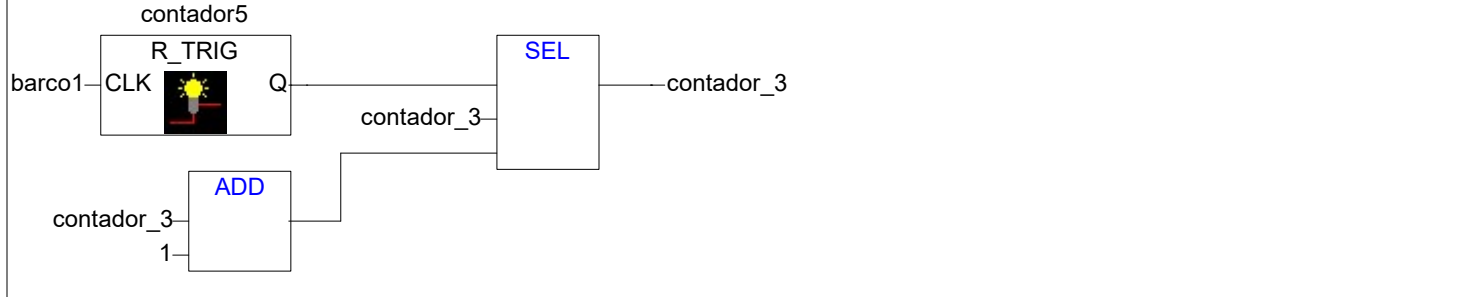 contador5
R_TRIG
SEL
barco1 CLK Q contador_3
contador_3
ADD
contador_3
1